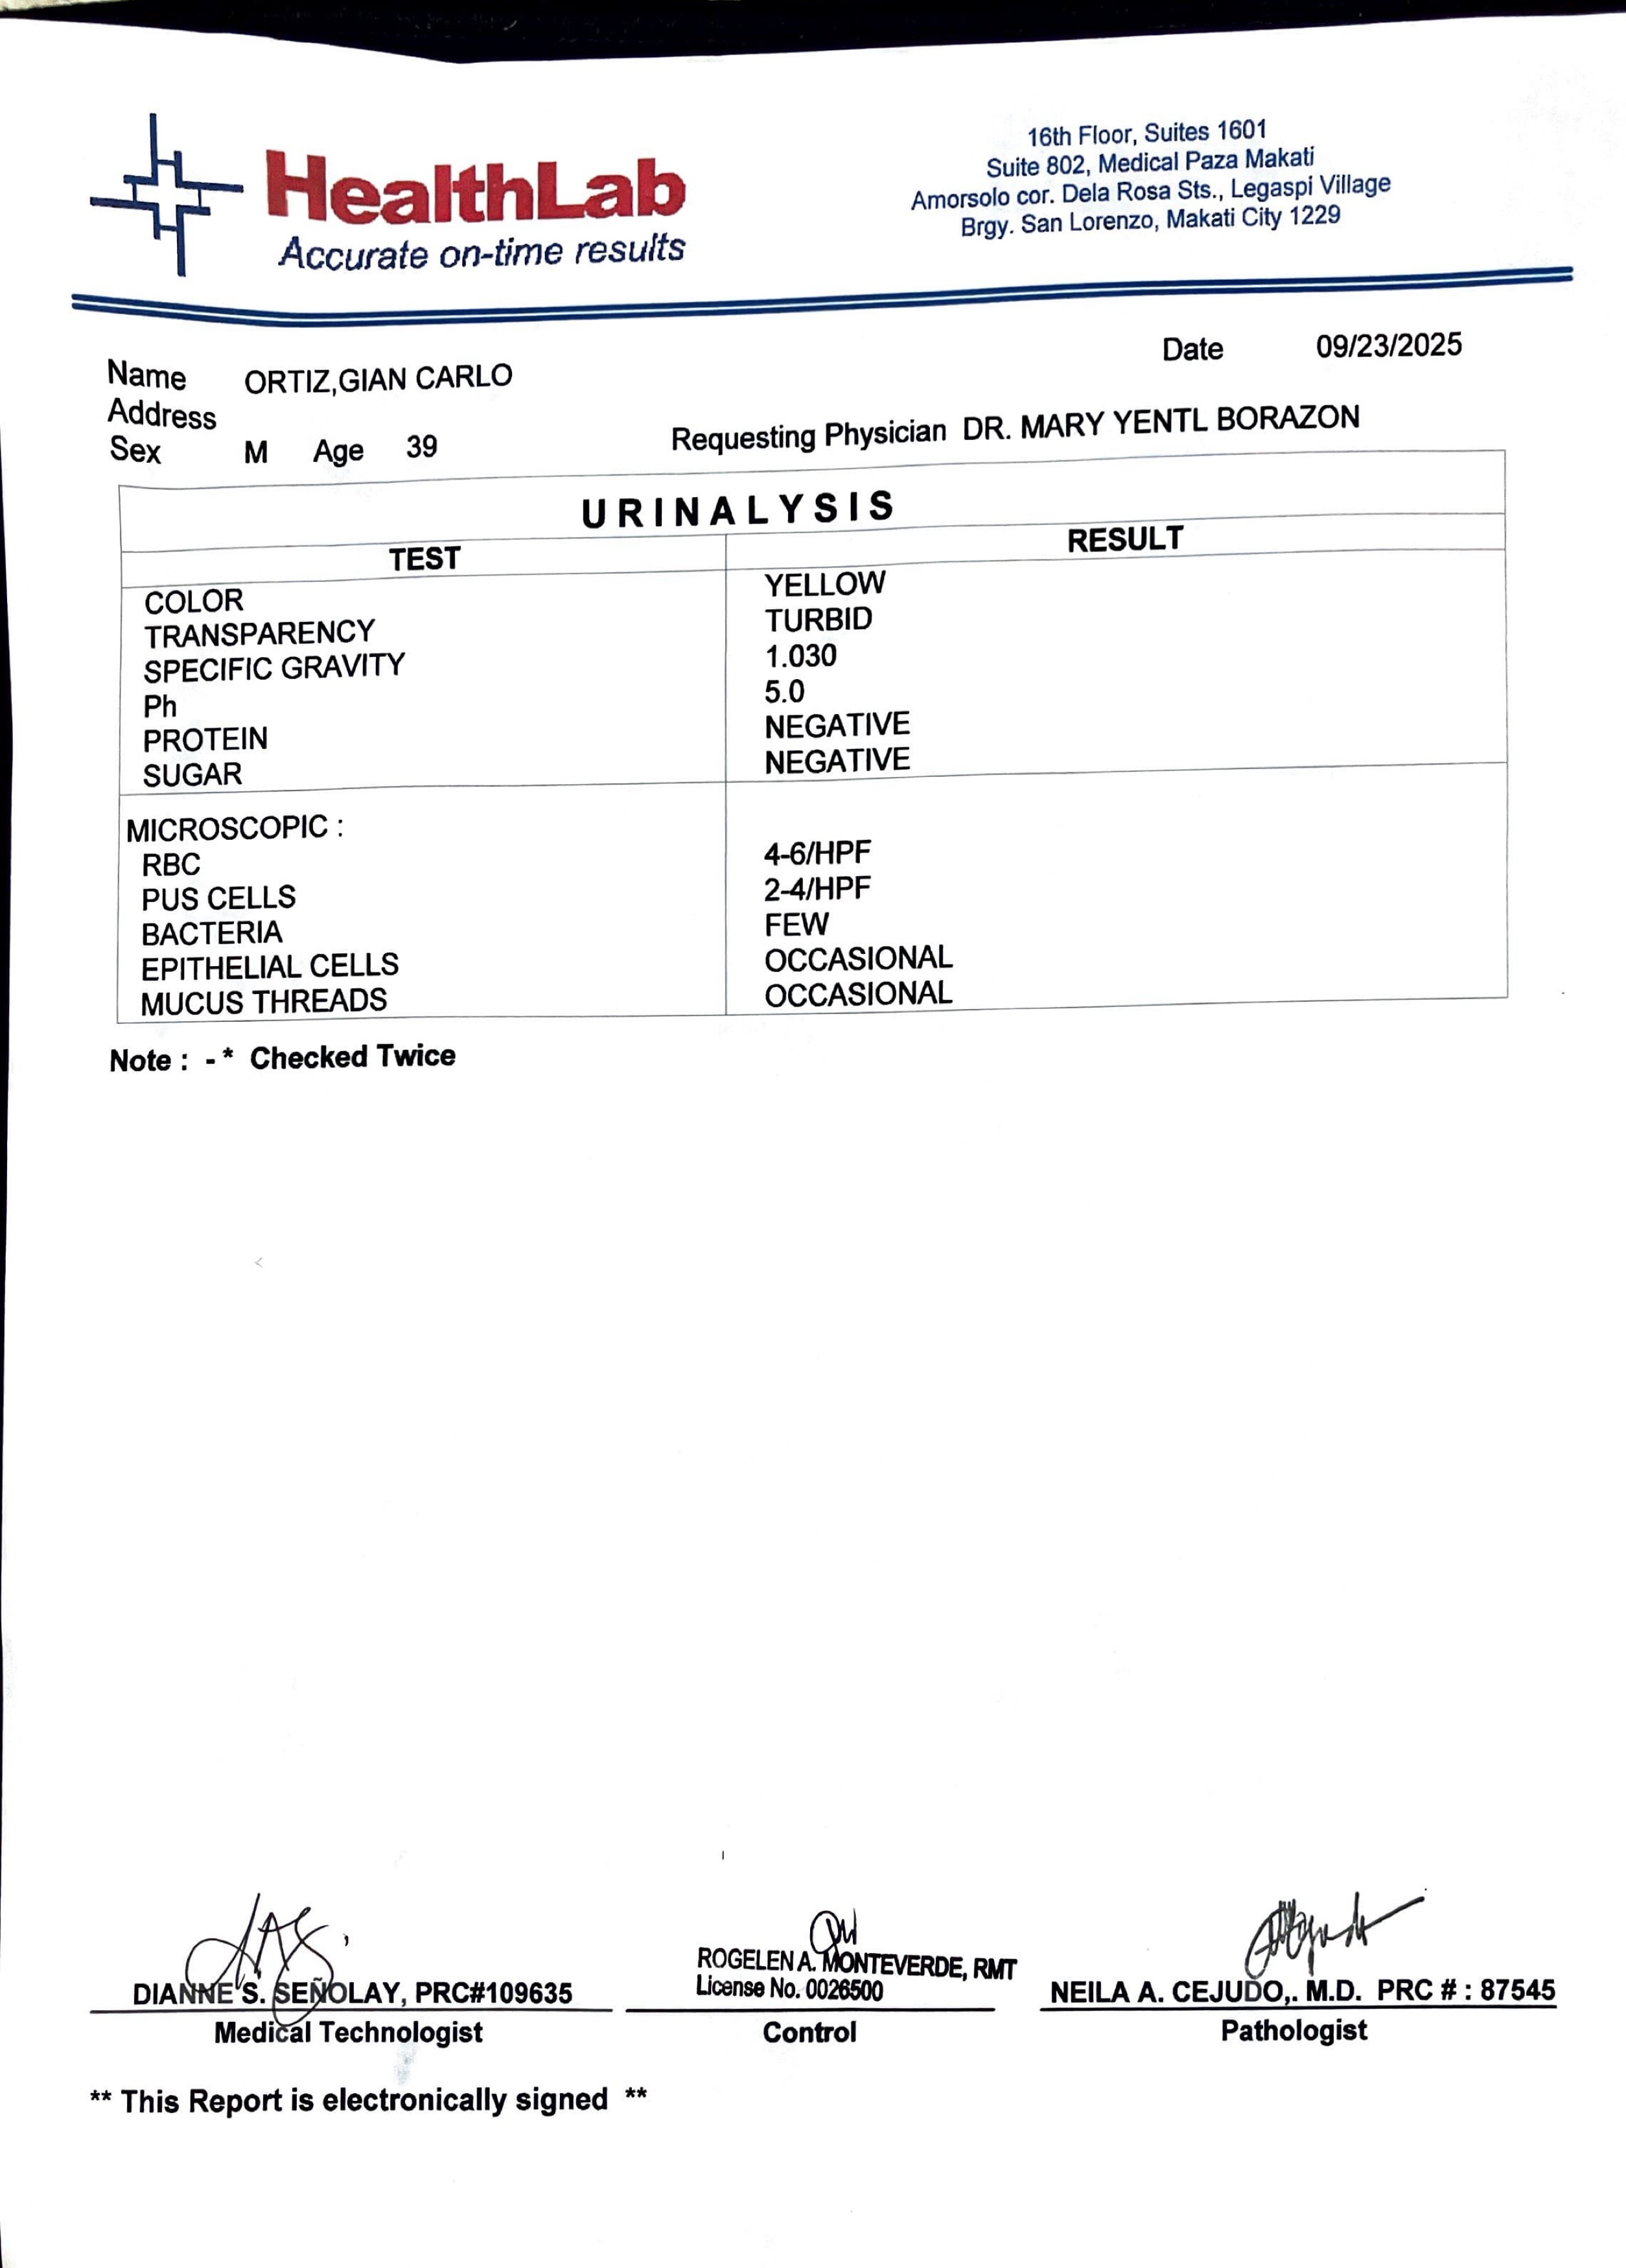 HealthLab
Accurate on-time results
16th Floor, Suites 1601
Suite 802, Medical Paza Makati
Amorsolo cor. Dela Rosa Sts., Legaspi Village
Brgy. San Lorenzo, Makati City 1229
Date 09/23/2025
Name ORTIZ,GIAN CARLO
Address
Sex M Age 39 Requesting Physician DR. MARY YENTL BORAZON
URINALYSIS
TEST RESULT
COLOR YELLOW
TRANSPARENCY TURBID
SPECIFIC GRAVITY 1.030
Ph 5.0
PROTEIN NEGATIVE
SUGAR NEGATIVE
MICROSCOPIC :
RBC 4-6/HPF
PUS CELLS 2-4/HPF
BACTERIA FEW
EPITHELIAL CELLS OCCASIONAL
MUCUS THREADS OCCASIONAL
Note : - * Checked Twice
DIANNE S. SEÑOLAY, PRC#109635
Medical Technologist
ROGELEN A. MONTEVERDE, RMT
License No. 0026500
Control
NEILA A. CEJUDO,. M.D. PRC # : 87545
Pathologist
** This Report is electronically signed **